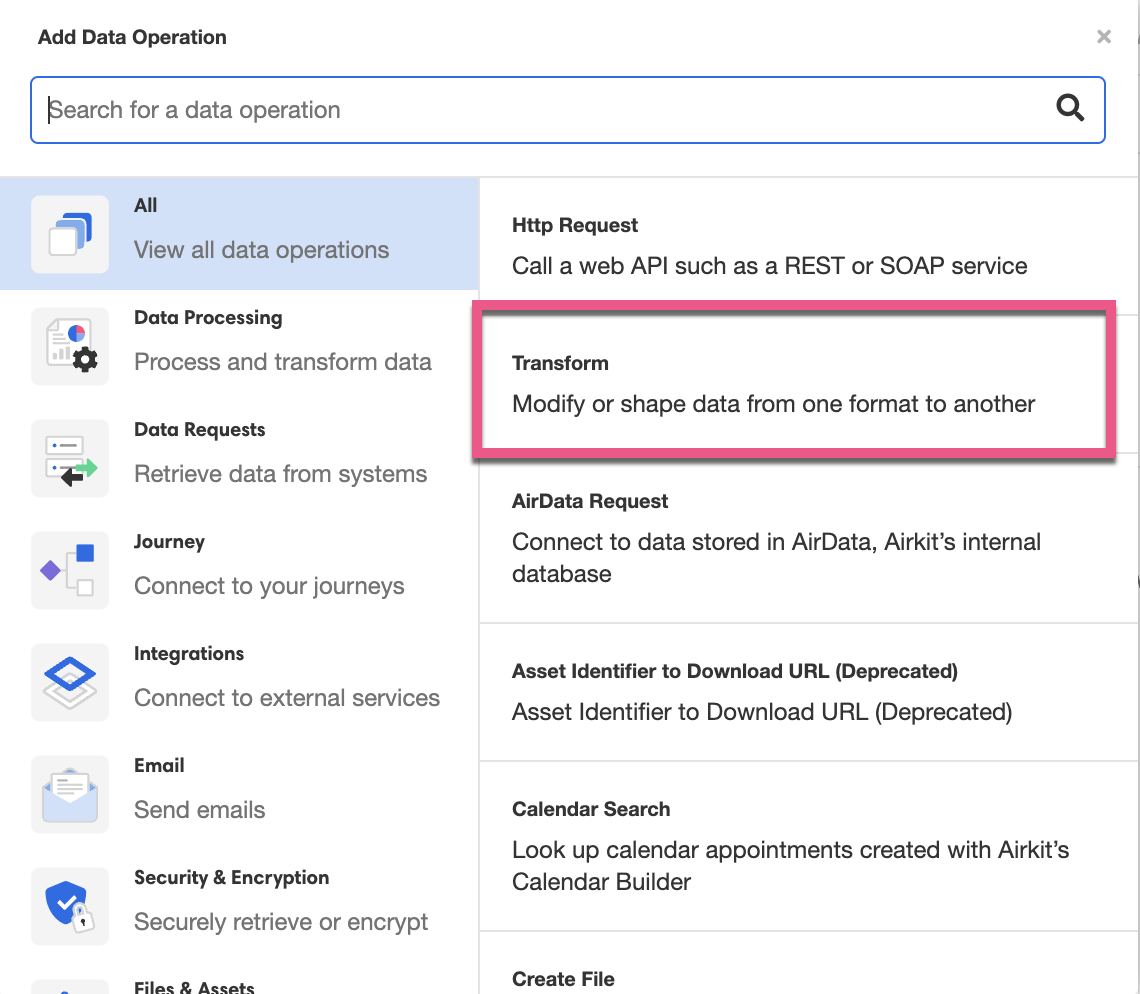 Add Data Operation
×
Search for a data operation
All
View all data operations
Data Processing
Process and transform data
Data Requests
Retrieve data from systems
Journey
Connect to your journeys
Integrations
Connect to external services
Email
Send emails
Security & Encryption
Securely retrieve or encrypt
Files & Assets
Http Request
Call a web API such as a REST or SOAP service
Transform
Modify or shape data from one format to another
AirData Request
Connect to data stored in AirData, Airkit’s internal
database
Asset Identifier to Download URL (Deprecated)
Asset Identifier to Download URL (Deprecated)
Calendar Search
Look up calendar appointments created with Airkit’s
Calendar Builder
Create File